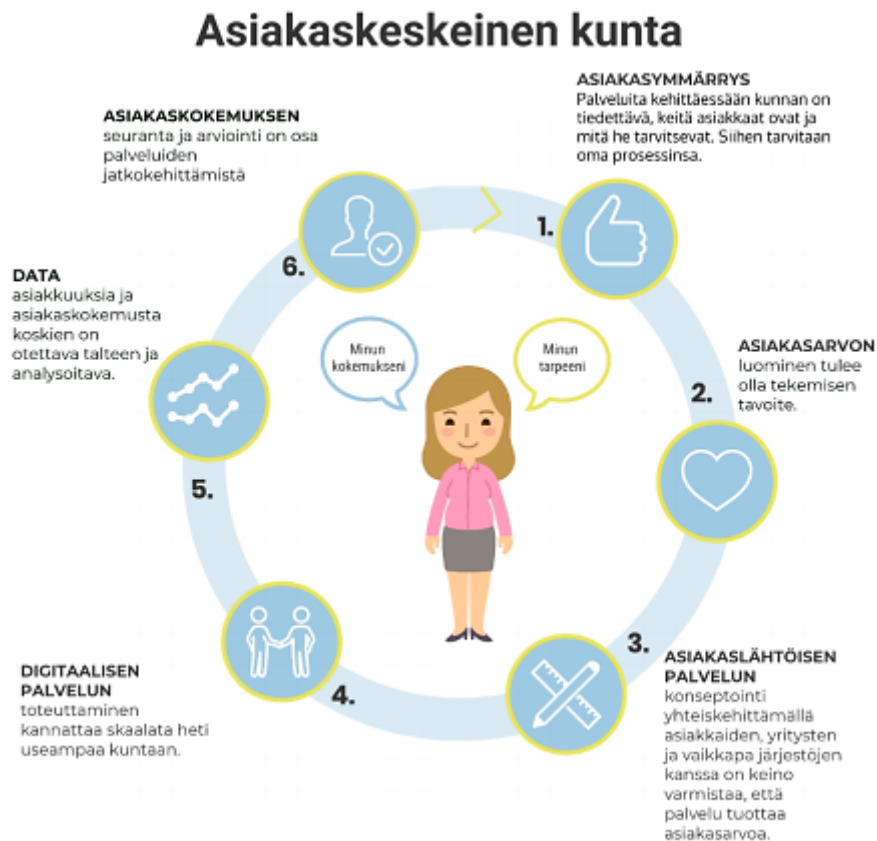 Asiakaskeskeinen kunta
1.
ASIAKASYMMÄRRYS
Palveluita kehittäessään kunnan on
tiedettävä, keitä asiakkaat ovat ja
mitä he tarvitsevat. Siihen tarvitaan
oma prosessinsa.
2.
ASIAKASARVON
luominen tulee
olla tekemisen
tavoite.
3.
ASIAKASLÄHTÖISEN
PALVELUN
konseptointi
yhteiskehittämällä
asiakkaiden, yritysten
ja vaikkapa järjestöjen
kanssa on keino
varmistaa, että
palvelu tuottaa
asiakasarvoa.
4.
DIGITAALISEN
PALVELUN
toteuttaminen
kannattaa skaalata heti
useampaa kuntaan.
5.
DATA
asiakkuuksia ja
asiakaskokemusta
koskien on
otettava talteen ja
analysoitava.
6.
ASIAKASKOKEMUKSEN
seuranta ja arviointi on osa
palveluiden
jatkokehittämistä
Minun
kokemukseni
Minun
tarpeeni